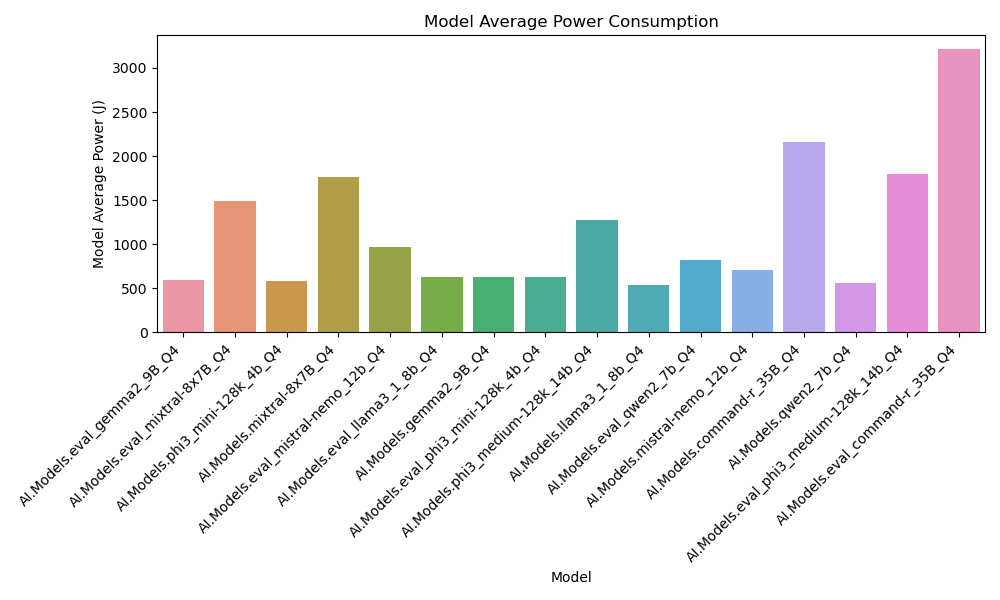 Model Average Power Consumption
Model Average Power (J)
3000
2500
2000
1500
1000
500
0
AI.Models.eval_gemma2_9B_Q4
AI.Models.eval_mixtral-8x7B_Q4
AI.Models.phi3_mini-128k_4b_Q4
AI.Models.mixtral-8x7B_Q4
AI.Models.eval_mistral-nemo_12b_Q4
AI.Models.eval_llama3_1_8b_Q4
AI.Models.gemma2_9B_Q4
AI.Models.eval_phi3_mini-128k_4b_Q4
AI.Models.phi3_medium-128k_14b_Q4
AI.Models.llama3_1_8b_Q4
AI.Models.eval_qwen2_7b_Q4
AI.Models.mistral-nemo_12b_Q4
AI.Models.command-r_35B_Q4
AI.Models.qwen2_7b_Q4
AI.Models.eval_phi3_medium-128k_14b_Q4
AI.Models.eval_command-r_35B_Q4
Model